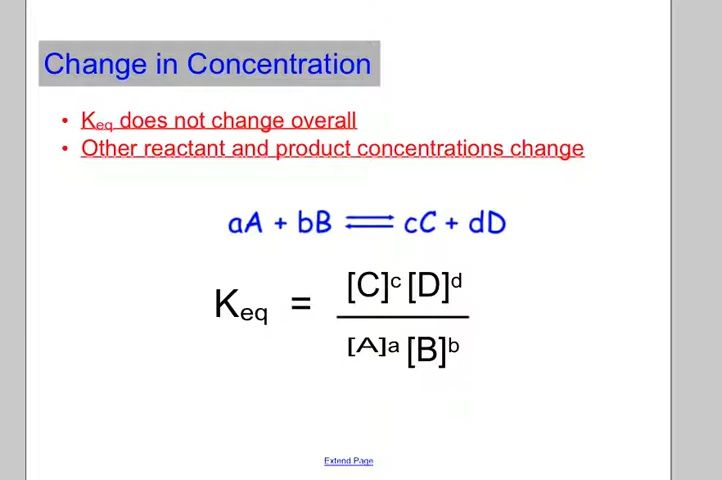 Change in Concentration
• Keq does not change overall
• Other reactant and product concentrations change
aA + bB ⇌ cC + dD
[C]ᶜ [D]ᵈ
Keq =
[A]a [B]ᵇ
Extend Page